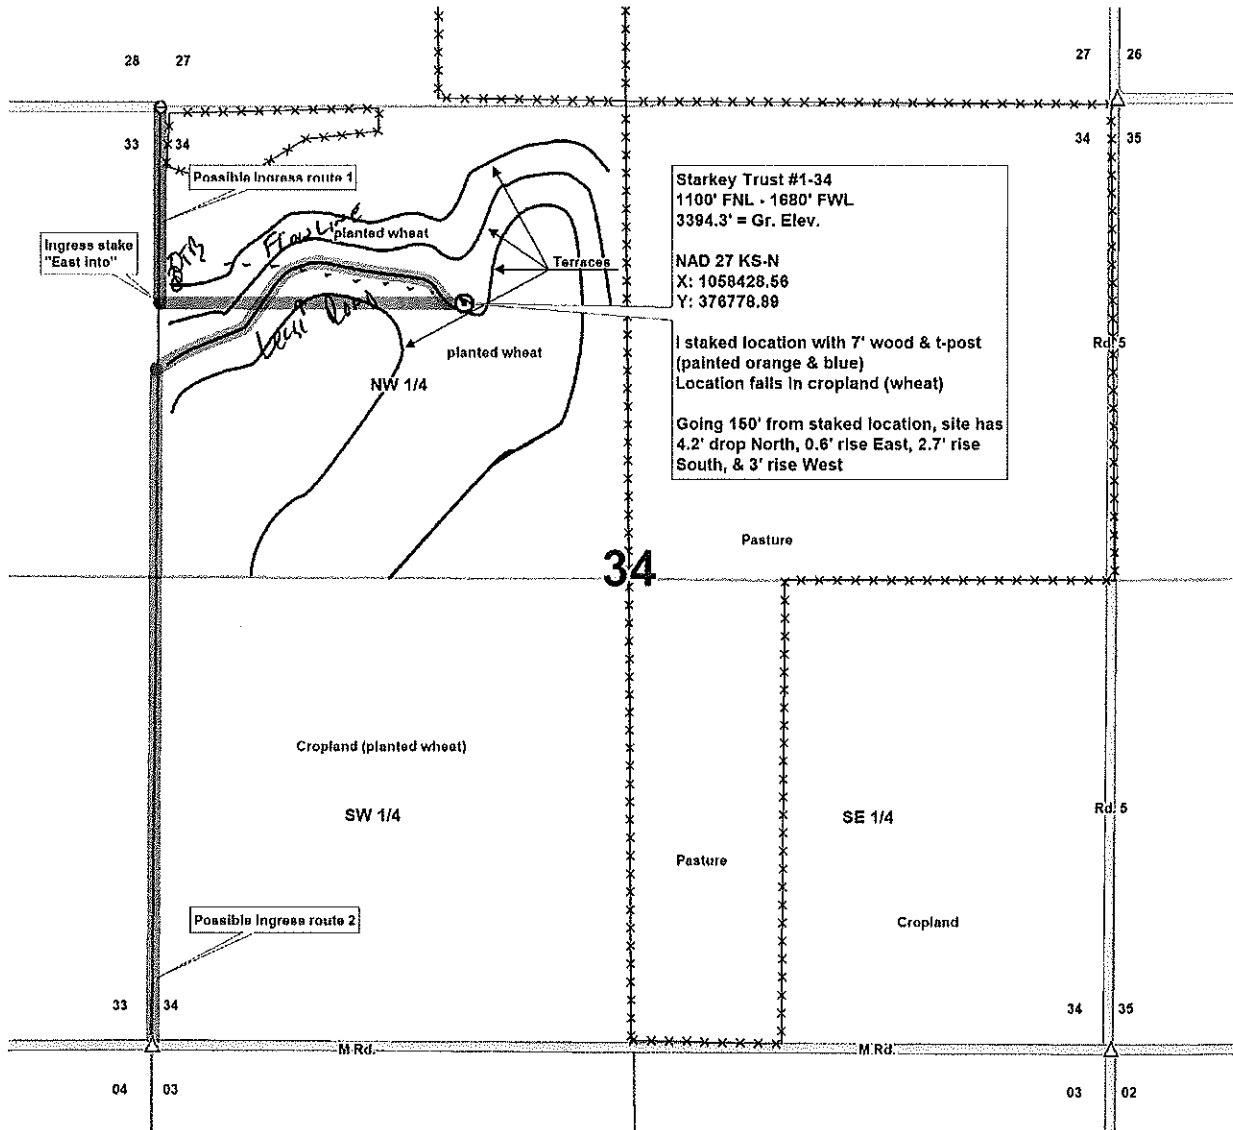 28 27
27 26
33 34
34 35
Possible Ingress route 1
Starkey Trust #1-34
1100' FNL - 1680' FWL
3394.3' = Gr. Elev.
NAD 27 KS-N
X: 1058428.56
Y: 376778.89
I staked location with 7' wood & t-post
(painted orange & blue)
Location falls in cropland (wheat)
Going 150' from staked location, site has
4.2' drop North, 0.6' rise East, 2.7' rise
South, & 3' rise West
Ingress stake
"East into"
Flow line
planted wheat
Terraces
Lease Road
planted wheat
NW 1/4
Rd. 5
Pasture
34
Cropland (planted wheat)
SW 1/4
SE 1/4
Rd. 5
Pasture
Possible Ingress route 2
Cropland
33 34
34 35
M Rd.
M Rd.
04 03
03 02